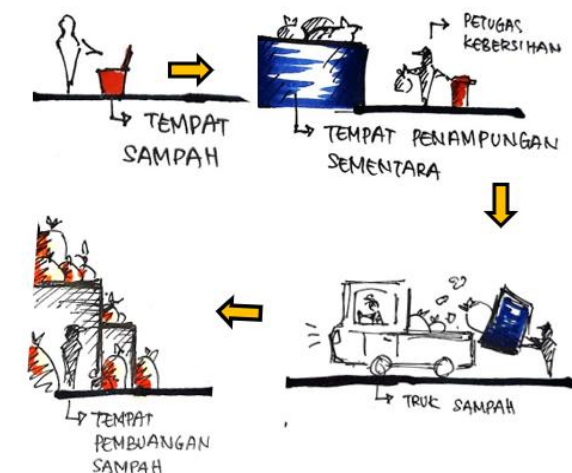 TEMPAT
SAMPAH
PETUGAS
KEBERSIHAN
TEMPAT PENAMPUNGAN
SEMENTARA
TRUK SAMPAH
TEMPAT
PEMBUANGAN
SAMPAH